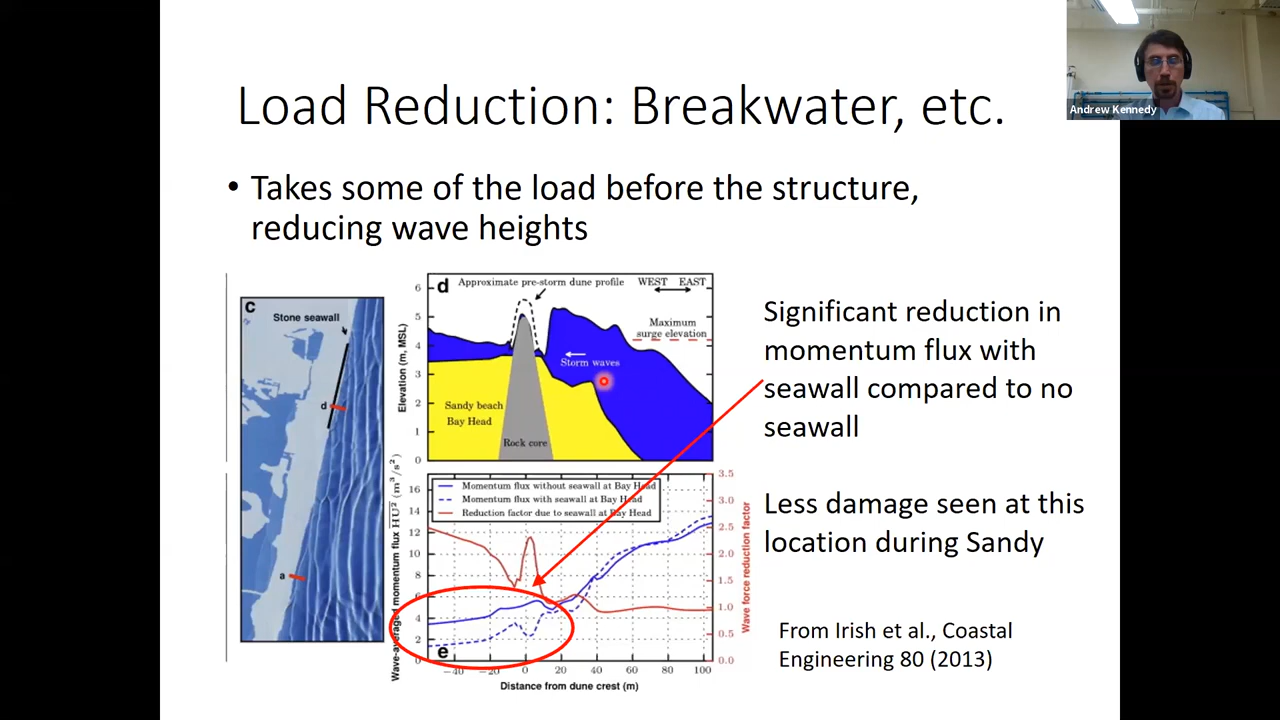 Andrew Kennedy
Load Reduction: Breakwater, etc.
• Takes some of the load before the structure,
reducing wave heights
c
Stone seawall
d
a
d
Approximate pre-storm dune profile
WEST EAST
Maximum
surge elevation
Storm waves
Sandy beach
Bay Head
Rock core
Elevation (m, MSL)
6
5
4
3
2
1
0
Momentum flux without seawall at Bay Head
Momentum flux with seawall at Bay Head
Reduction factor due to seawall at Bay Head
Wave-averaged momentum flux HU² (m³/s²)
16
14
12
10
8
6
4
2
0
3.5
3.0
2.5
2.0
1.5
1.0
0.5
0.0
Wave force reduction factor
e
−40 −20 0 20 40 60 80 100
Distance from dune crest (m)
Significant reduction in
momentum flux with
seawall compared to no
seawall
Less damage seen at this
location during Sandy
From Irish et al., Coastal
Engineering 80 (2013)